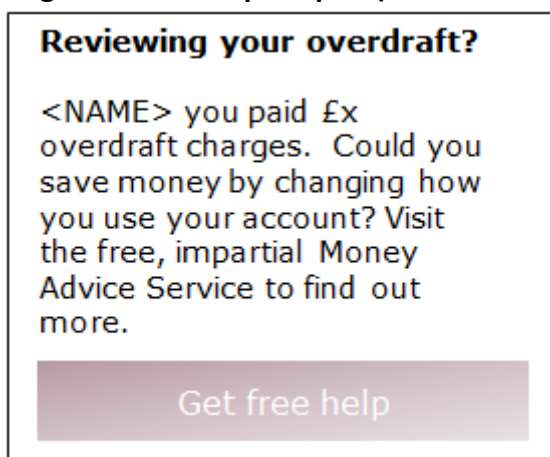 Reviewing your overdraft?
<NAME> you paid £x
overdraft charges. Could you
save money by changing how
you use your account? Visit
the free, impartial Money
Advice Service to find out
more.
Get free help